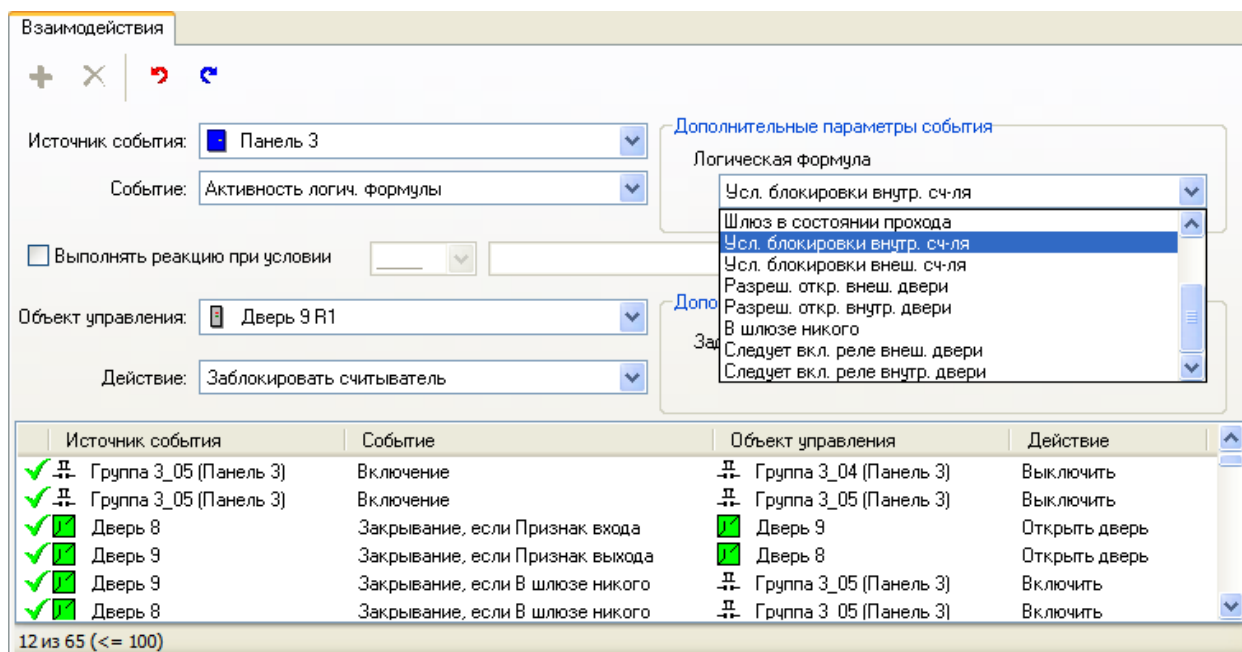 Взаимодействия
Дополнительные параметры события
Источник события: Панель 3
Логическая формула
Событие: Активность логич. формулы
Усл. блокировки внутр. сч-ля
Шлюз в состоянии прохода
Усл. блокировки внутр. сч-ля
Выполнять реакцию при условии
Усл. блокировки внеш. сч-ля
Разреш. откр. внеш. двери
Разреш. откр. внутр. двери
Объект управления: Дверь 9 R1
Допо
В шлюзе никого
Зад
Следует вкл. реле внеш. двери
Действие: Заблокировать считыватель
Следует вкл. реле внутр. двери
Источник события Событие Объект управления Действие
Группа 3_05 (Панель 3) Включение Группа 3_04 (Панель 3) Выключить
Группа 3_05 (Панель 3) Включение Группа 3_05 (Панель 3) Выключить
Дверь 8 Закрывание, если Признак входа Дверь 9 Открыть дверь
Дверь 9 Закрывание, если Признак выхода Дверь 8 Открыть дверь
Дверь 9 Закрывание, если В шлюзе никого Группа 3_05 (Панель 3) Включить
Дверь 8 Закрывание, если В шлюзе никого Группа 3_05 (Панель 3) Включить
12 из 65 (<= 100)